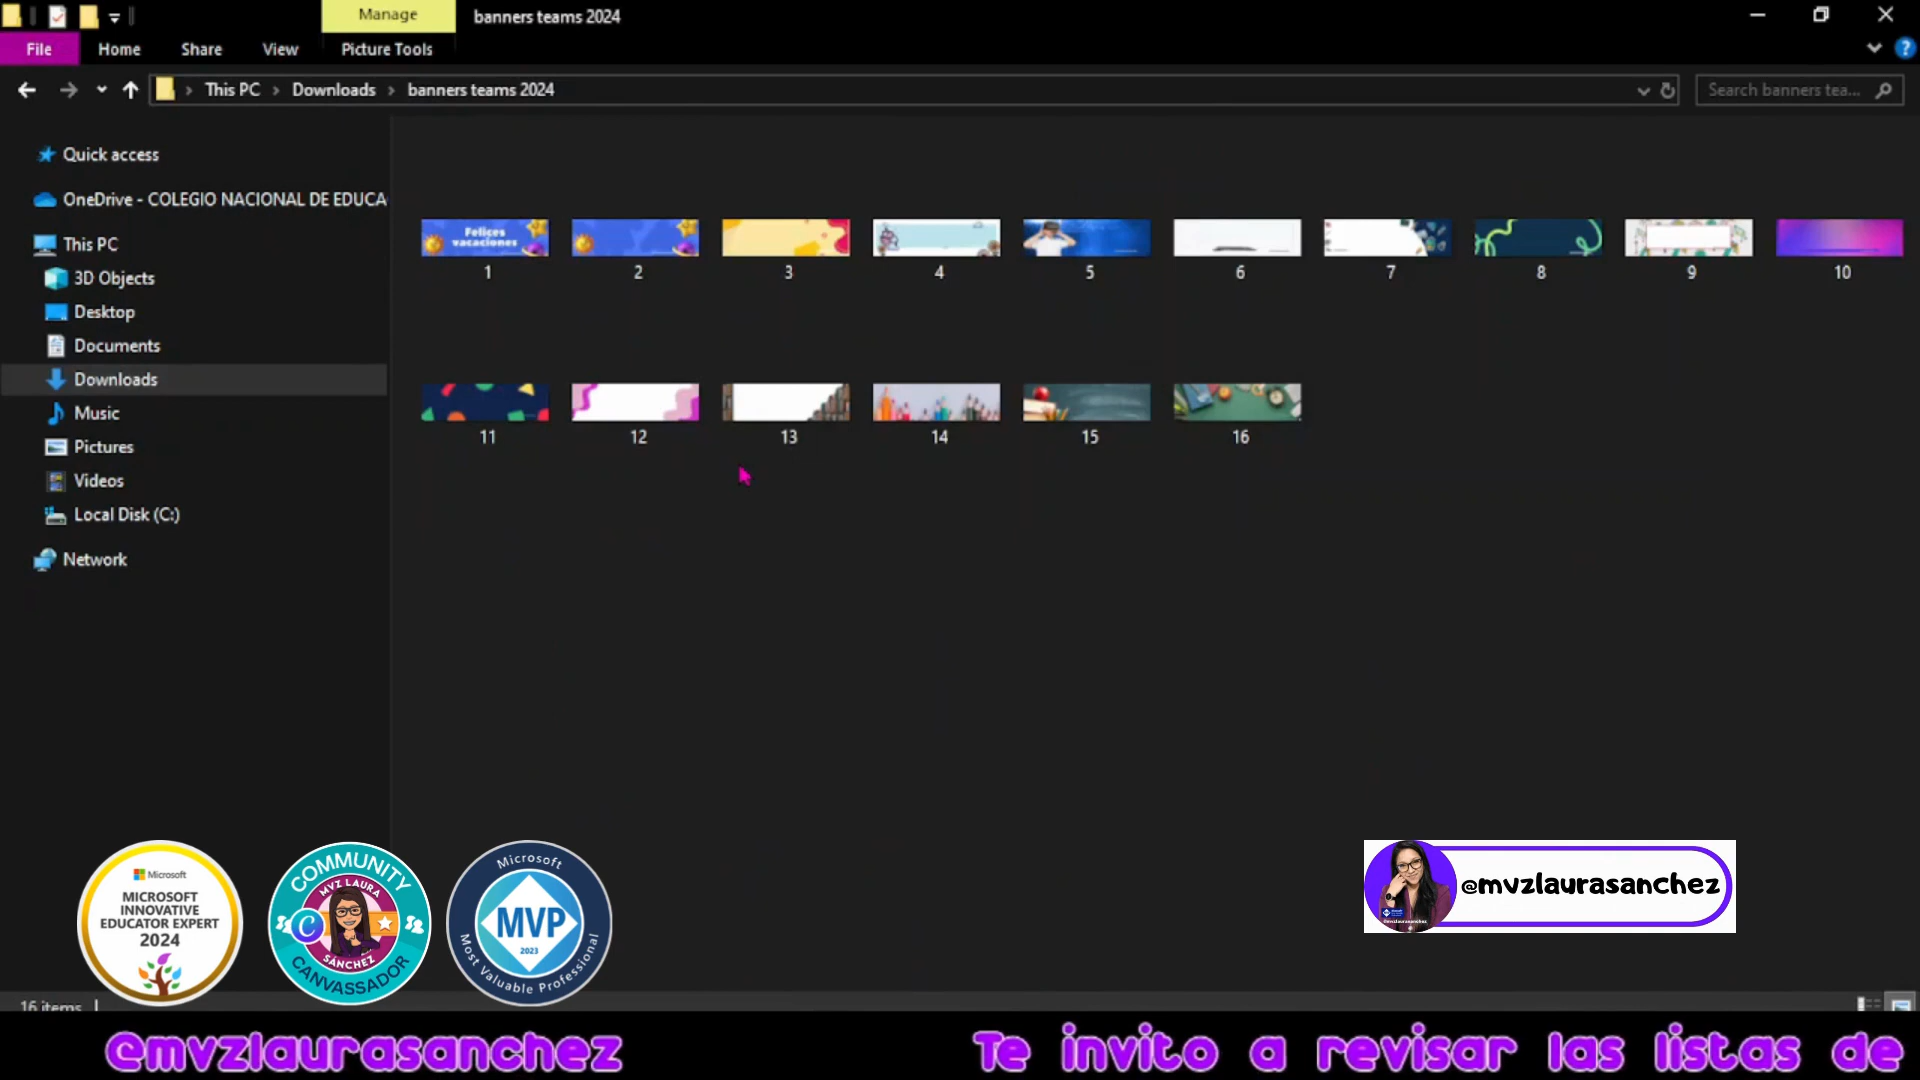 Manage
banners teams 2024
File
Home
Share
View
Picture Tools
This PC
Downloads
banners teams 2024
Search banners tea...
Quick access
OneDrive - COLEGIO NACIONAL DE EDUCA
This PC
3D Objects
Desktop
Documents
Downloads
Music
Pictures
Videos
Local Disk (C:)
Network
Felices
vacaciones
1
2
3
4
5
6
7
8
9
10
11
12
13
14
15
16
Microsoft
MICROSOFT
INNOVATIVE
EDUCATOR EXPERT
2024
COMMUNITY
MVZ LAURA
SÁNCHEZ
CANVASSADOR
Microsoft
MVP
2023
Most Valuable Professional
@mvzlaurasanchez
16 items
@mvzlaurasanchez
Te invito a revisar las listas de